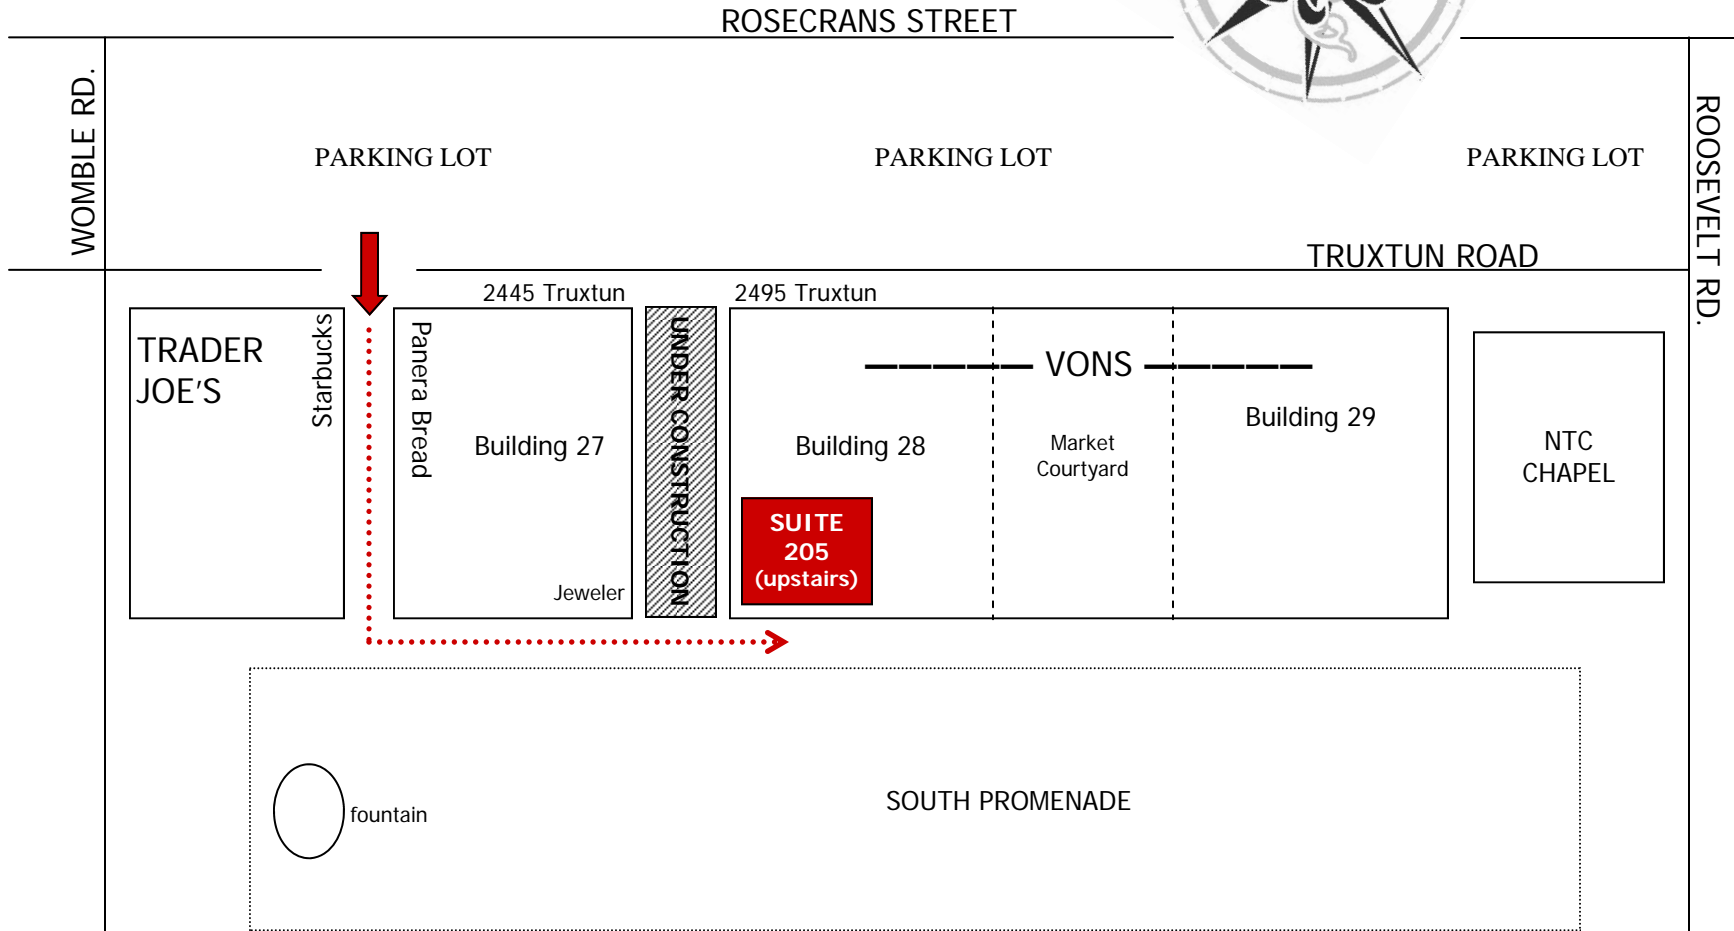 ROSECRANS STREET
WOMBLE RD.
ROOSEVELT RD.
PARKING LOT
PARKING LOT
PARKING LOT
TRUXTUN ROAD
2445 Truxtun
2495 Truxtun
TRADER
JOE'S
Starbucks
Panera Bread
Building 27
Jeweler
UNDER CONSTRUCTION
VONS
Building 28
Market
Courtyard
Building 29
SUITE
205
(upstairs)
NTC
CHAPEL
fountain
SOUTH PROMENADE